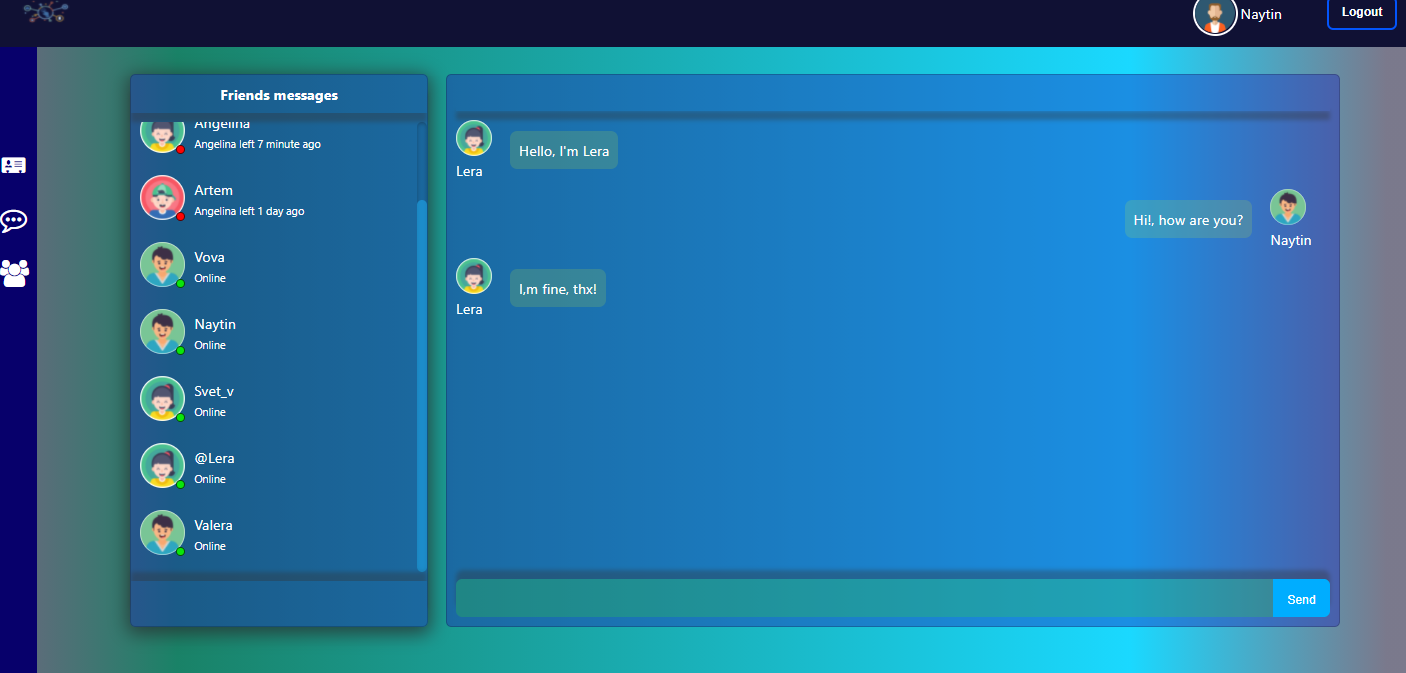 Naytin
Logout
Friends messages
Angelina
Angelina left 7 minute ago
Artem
Angelina left 1 day ago
Vova
Online
Naytin
Online
Svet_v
Online
@Lera
Online
Valera
Online
Hello, I'm Lera
Lera
Hi!, how are you?
Naytin
I,m fine, thx!
Lera
Send